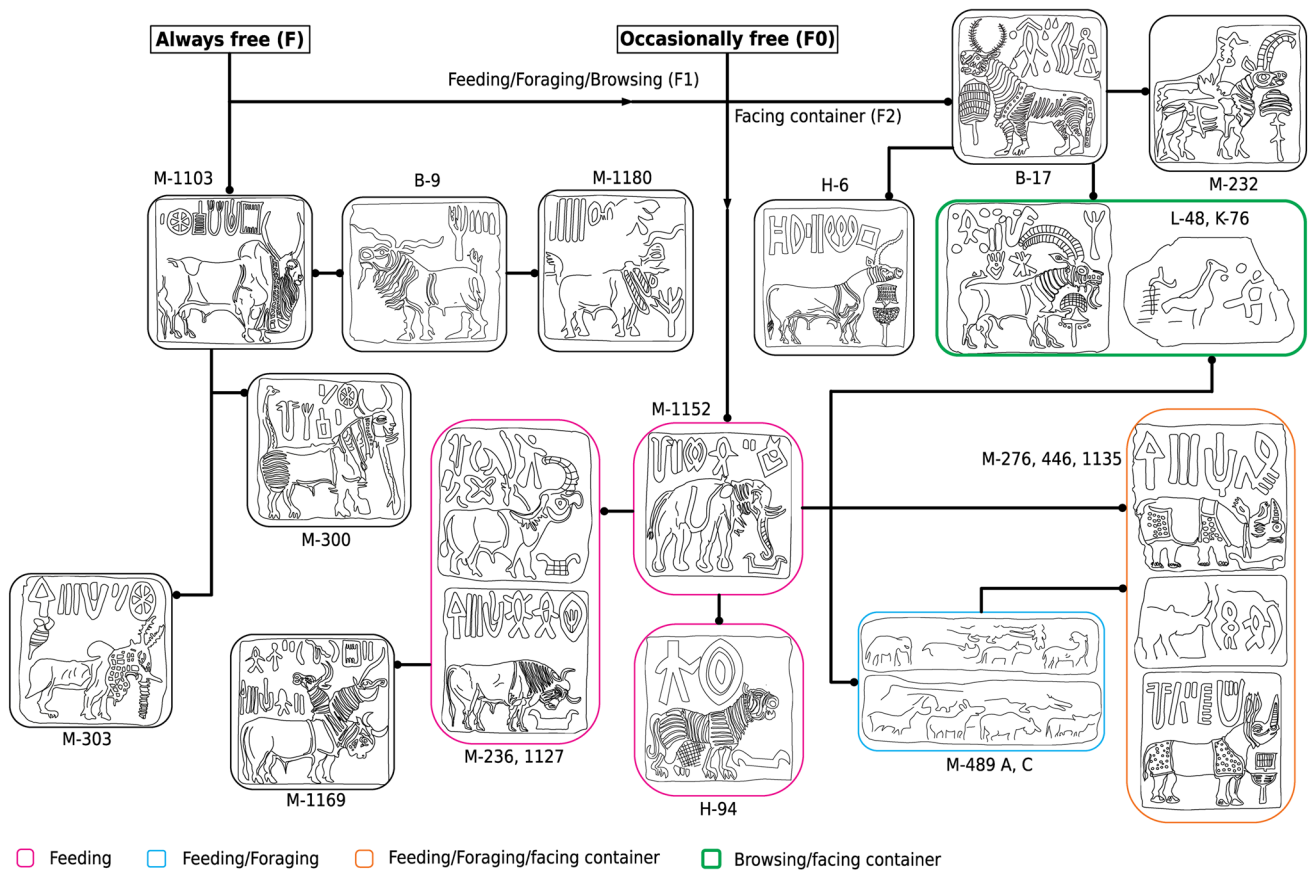 Always free (F)
Occasionally free (F0)
Feeding/Foraging/Browsing (F1)
Facing container (F2)
M-1103
B-9
M-1180
H-6
B-17
M-232
L-48, K-76
M-300
M-1152
M-276, 446, 1135
M-303
M-1169
M-236, 1127
H-94
M-489 A, C
Feeding
Feeding/Foraging
Feeding/Foraging/facing container
Browsing/facing container